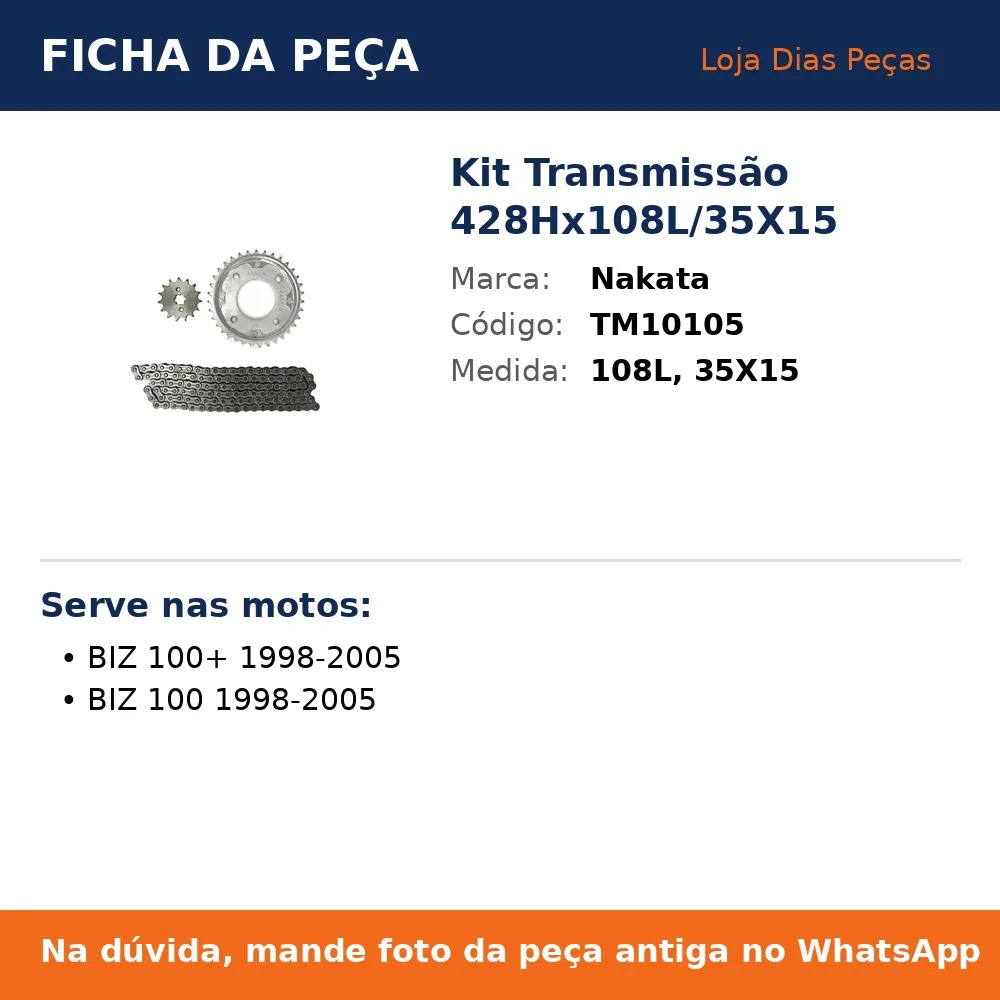 FICHA DA PEÇA
Loja Dias Peças
Kit Transmissão
428Hx108L/35X15
Marca: Nakata
Código: TM10105
Medida: 108L, 35X15
Serve nas motos:
• BIZ 100+ 1998-2005
• BIZ 100 1998-2005
Na dúvida, mande foto da peça antiga no WhatsApp